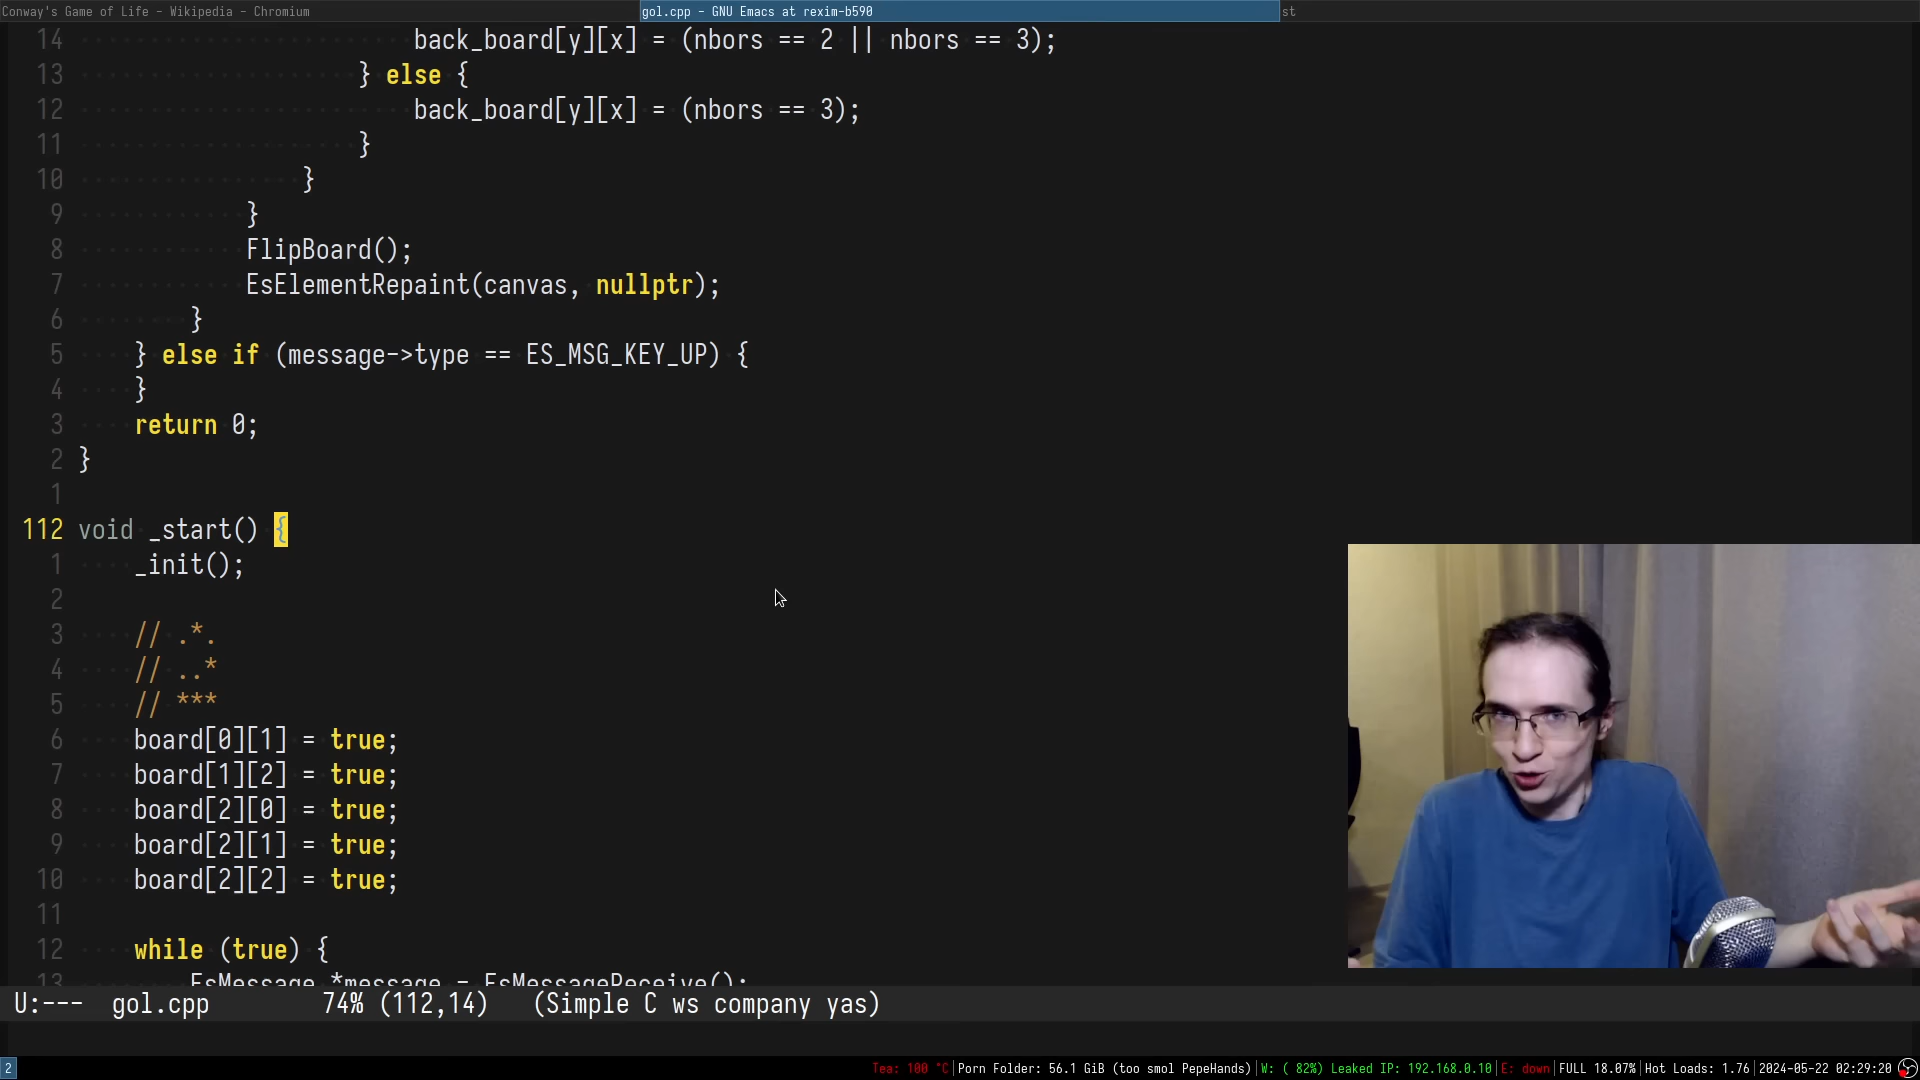 Conway's Game of Life - Wikipedia - Chromium
gol.cpp - GNU Emacs at rexim-b590
st
14 back_board[y][x] = (nbors == 2 || nbors == 3);
13 } else {
12 back_board[y][x] = (nbors == 3);
11 }
10 }
9 }
8 FlipBoard();
7 EsElementRepaint(canvas, nullptr);
6 }
5 } else if (message->type == ES_MSG_KEY_UP) {
4 }
3 return 0;
2 }
1
112 void _start() {
1 _init();
2
3 // .*.
4 // ..*
5 // ***
6 board[0][1] = true;
7 board[1][2] = true;
8 board[2][0] = true;
9 board[2][1] = true;
10 board[2][2] = true;
11
12 while (true) {
13 EsMessage *message = EsMessageReceive();
U:--- gol.cpp 74% (112,14) (Simple C ws company yas)
2 Tea: 100 °C|Porn Folder: 56.1 GiB (too smol PepeHands)|W: ( 82%) Leaked IP: 192.168.0.10|E: down|FULL 18.07%|Hot Loads: 1.76|2024-05-22 02:29:20